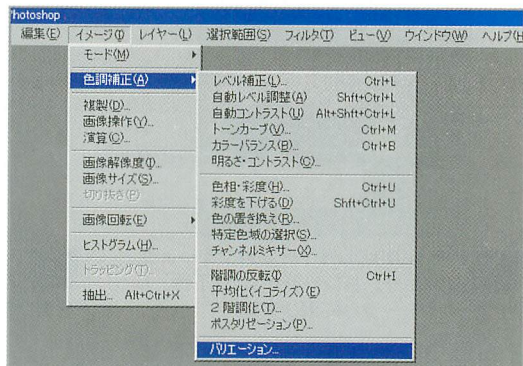 hotoshop
編集(E) イメージ(I) レイヤー(L) 選択範囲(S) フィルタ(T) ビュー(V) ウインドウ(W) ヘルプ(H
モード(M)
色調補正(A)
複製(D)...
画像操作(Y)...
演算(C)...
画像解像度(I)...
画像サイズ(S)...
切り抜き(P)
画像回転(E)
ヒストグラム(H)...
トラッピング(T)...
抽出... Alt+Ctrl+X
レベル補正(L)... Ctrl+L
自動レベル調整(A) Shft+Ctrl+L
自動コントラスト(U) Alt+Shft+Ctrl+L
トーンカーブ(V)... Ctrl+M
カラーバランス(B)... Ctrl+B
明るさ・コントラスト(C)...
色相・彩度(H)... Ctrl+U
彩度を下げる(D) Shft+Ctrl+U
色の置き換え(R)...
特定色域の選択(S)...
チャンネルミキサー(X)...
階調の反転(I) Ctrl+I
平均化(イコライズ)(E)
2 階調化(T)...
ポスタリゼーション(P)...
バリエーション...